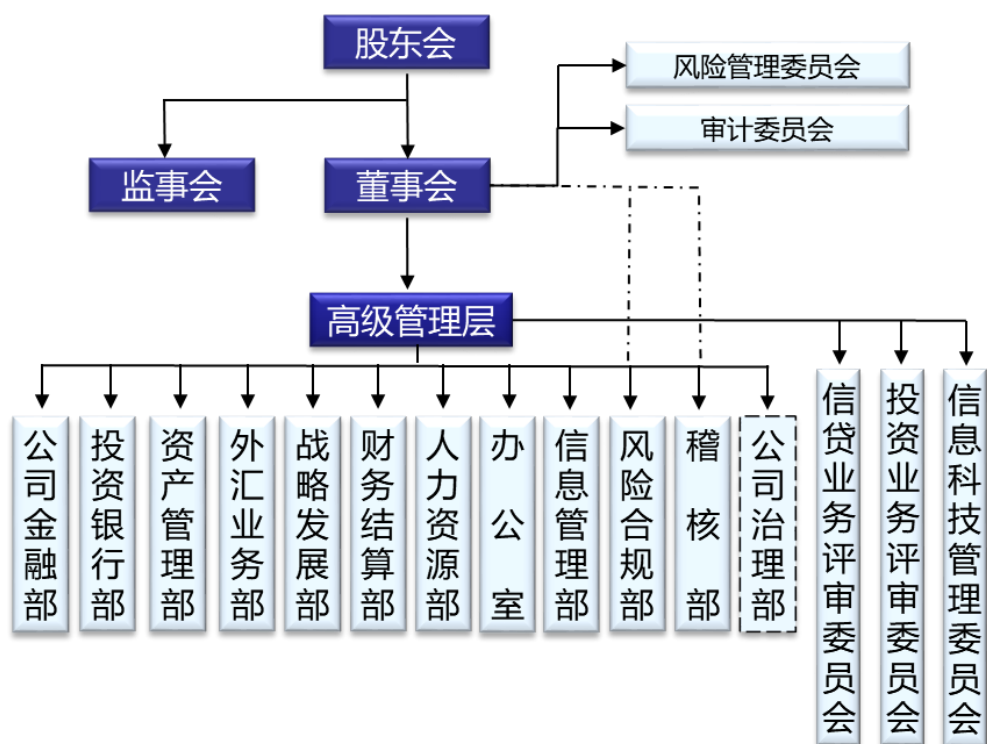 股东会
风险管理委员会
审计委员会
监事会
董事会
高级管理层
公司金融部
投资银行部
资产管理部
外汇业务部
战略发展部
财务结算部
人力资源部
办公室
信息管理部
风险合规部
稽核部
公司治理部
信贷业务评审委员会
投资业务评审委员会
信息科技管理委员会